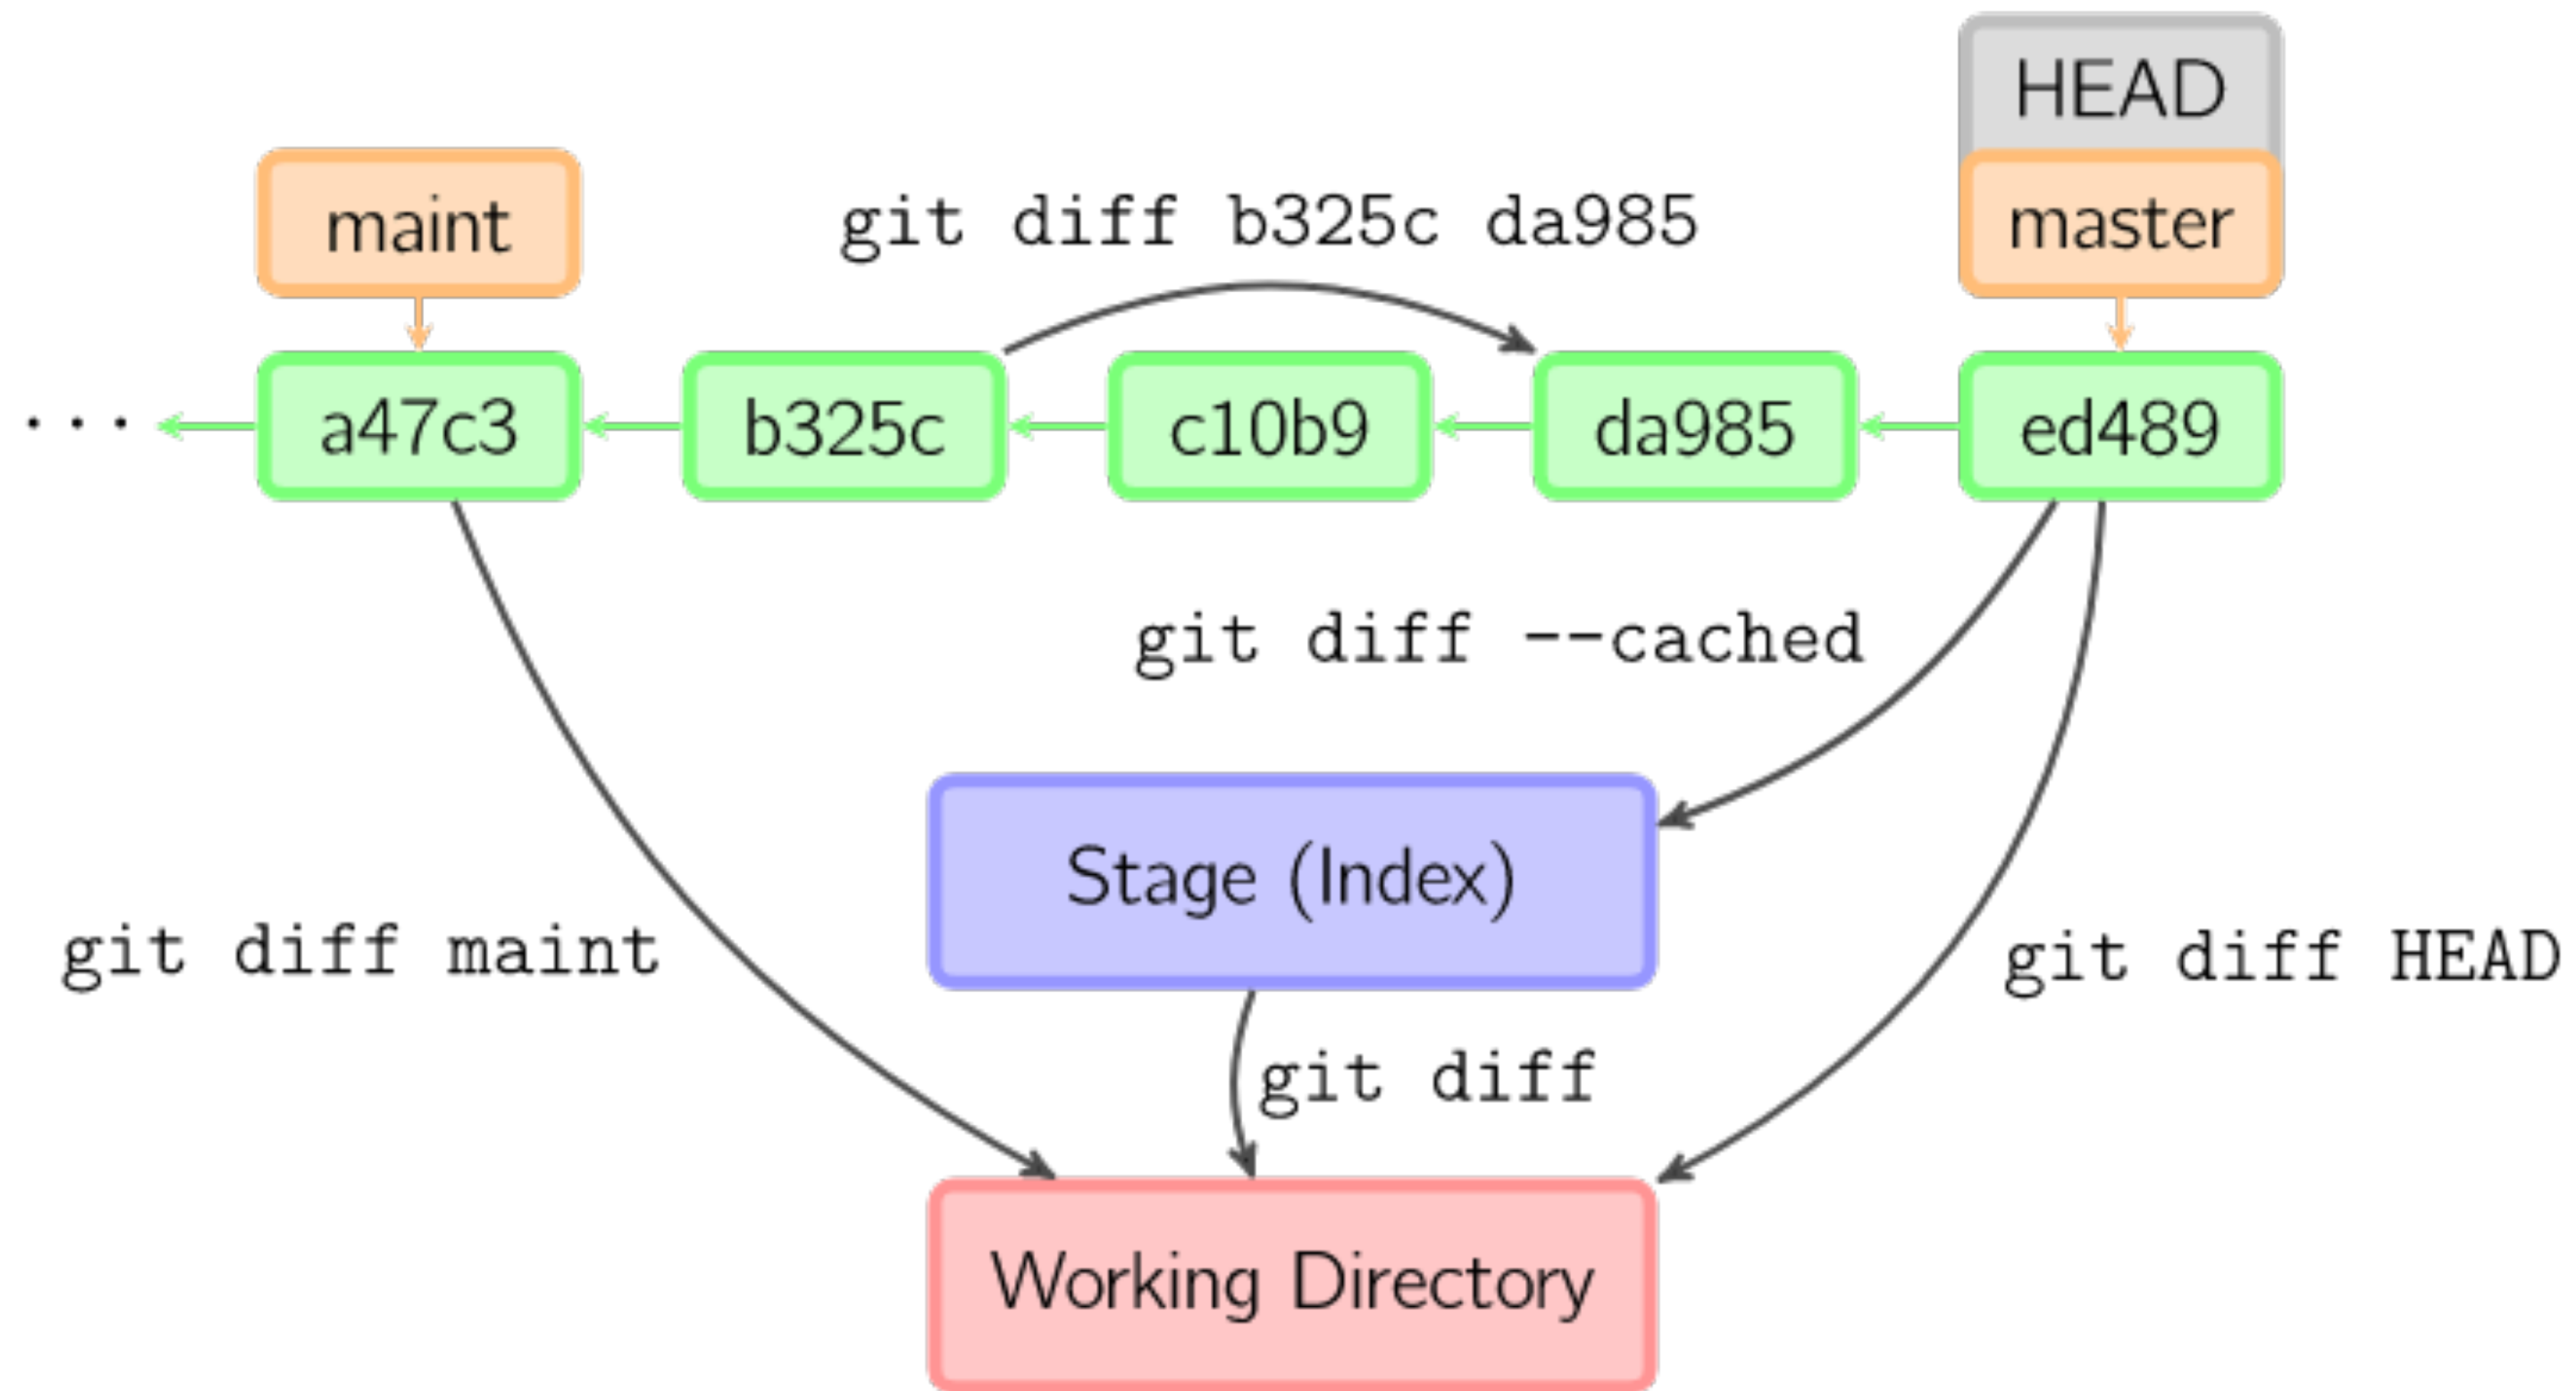 HEAD
maint
git diff b325c da985
master
...
a47c3
b325c
c10b9
da985
ed489
git diff --cached
Stage (Index)
git diff maint
git diff HEAD
git diff
Working Directory